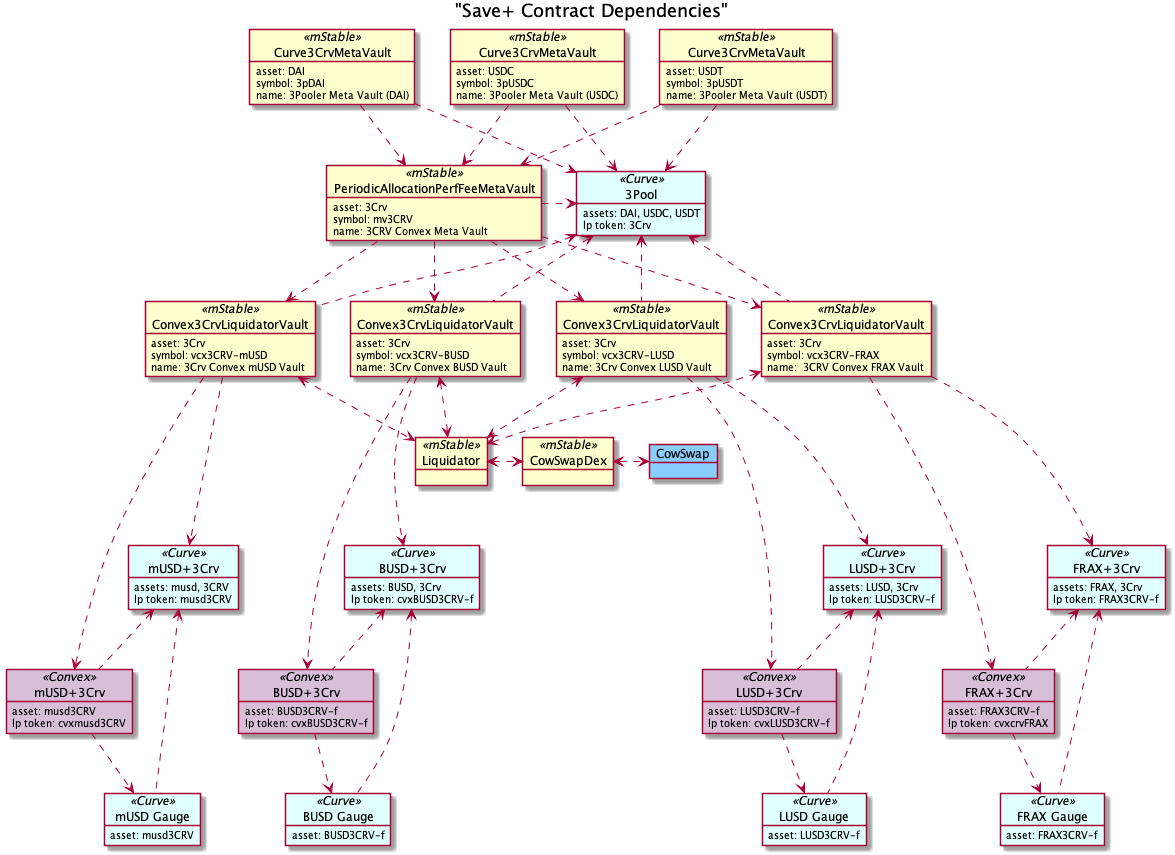 "Save+ Contract Dependencies"
«mStable»
Curve3CrvMetaVault
asset: DAI
symbol: 3pDAI
name: 3Pooler Meta Vault (DAI)
«mStable»
Curve3CrvMetaVault
asset: USDC
symbol: 3pUSDC
name: 3Pooler Meta Vault (USDC)
«mStable»
Curve3CrvMetaVault
asset: USDT
symbol: 3pUSDT
name: 3Pooler Meta Vault (USDT)
«mStable»
PeriodicAllocationPerfFeeMetaVault
asset: 3Crv
symbol: mv3CRV
name: 3CRV Convex Meta Vault
«Curve»
3Pool
assets: DAI, USDC, USDT
lp token: 3Crv
«mStable»
Convex3CrvLiquidatorVault
asset: 3Crv
symbol: vcx3CRV-mUSD
name: 3Crv Convex mUSD Vault
«mStable»
Convex3CrvLiquidatorVault
asset: 3Crv
symbol: vcx3CRV-BUSD
name: 3Crv Convex BUSD Vault
«mStable»
Convex3CrvLiquidatorVault
asset: 3Crv
symbol: vcx3CRV-LUSD
name: 3Crv Convex LUSD Vault
«mStable»
Convex3CrvLiquidatorVault
asset: 3Crv
symbol: vcx3CRV-FRAX
name: 3CRV Convex FRAX Vault
«mStable»
Liquidator
«mStable»
CowSwapDex
CowSwap
«Curve»
mUSD+3Crv
assets: musd, 3CRV
lp token: musd3CRV
«Curve»
BUSD+3Crv
assets: BUSD, 3Crv
lp token: cvxBUSD3CRV-f
«Curve»
LUSD+3Crv
assets: LUSD, 3Crv
lp token: LUSD3CRV-f
«Curve»
FRAX+3Crv
assets: FRAX, 3Crv
lp token: FRAX3CRV-f
«Convex»
mUSD+3Crv
asset: musd3CRV
lp token: cvxmusd3CRV
«Convex»
BUSD+3Crv
asset: BUSD3CRV-f
lp token: cvxBUSD3CRV-f
«Convex»
LUSD+3Crv
asset: LUSD3CRV-f
lp token: cvxLUSD3CRV-f
«Convex»
FRAX+3Crv
asset: FRAX3CRV-f
lp token: cvxcrvFRAX
«Curve»
mUSD Gauge
asset: musd3CRV
«Curve»
BUSD Gauge
asset: BUSD3CRV-f
«Curve»
LUSD Gauge
asset: LUSD3CRV-f
«Curve»
FRAX Gauge
asset: FRAX3CRV-f